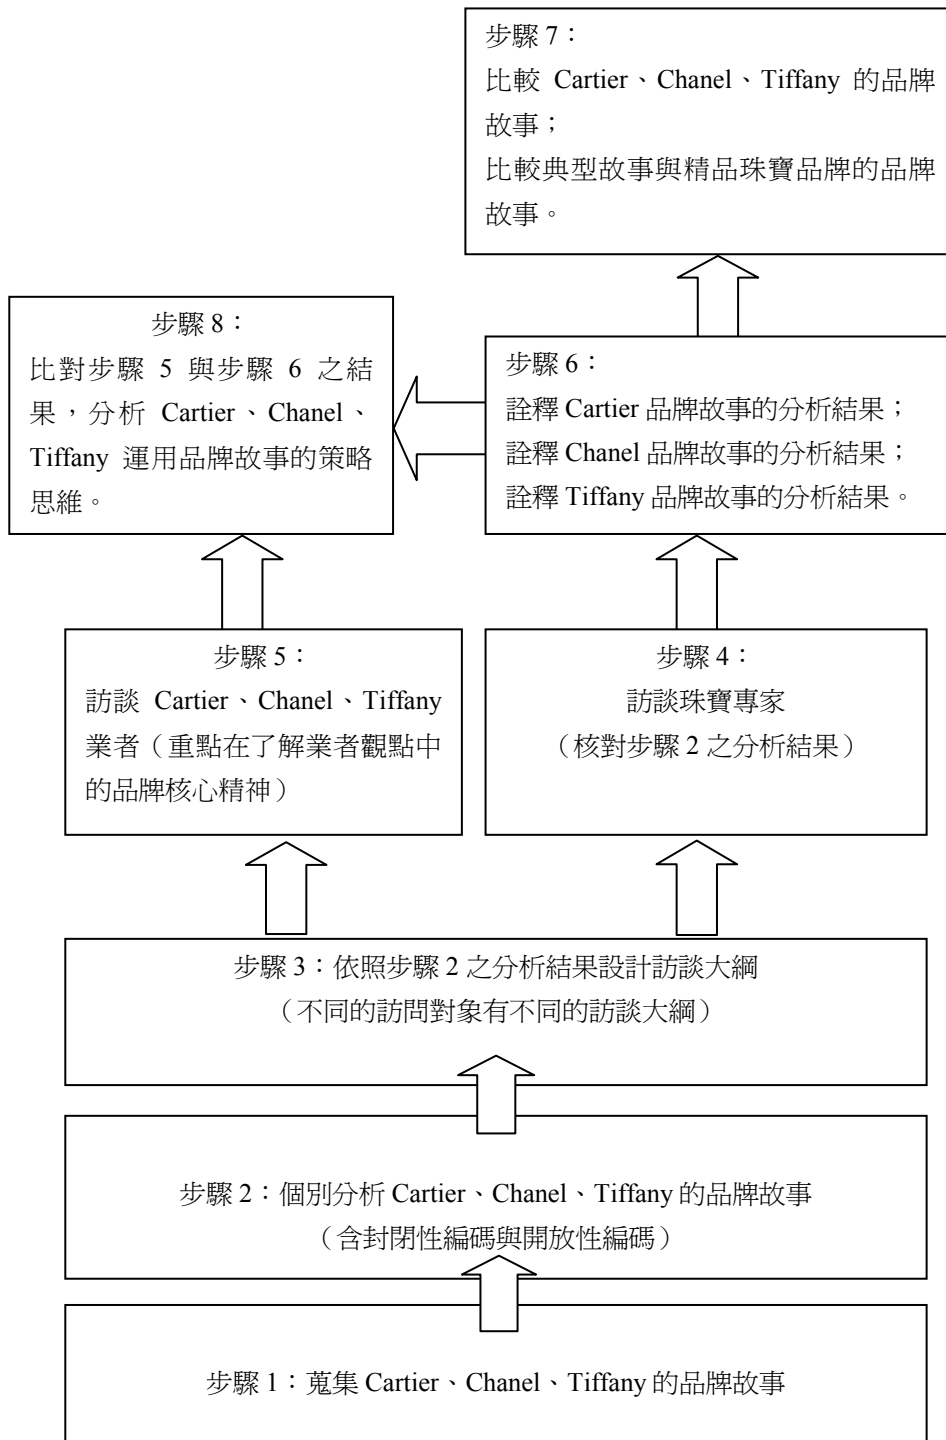 步驟 7：
比較 Cartier、Chanel、Tiffany 的品牌
故事；
比較典型故事與精品珠寶品牌的品牌
故事。
步驟 8：
比對步驟 5 與步驟 6 之結
果，分析 Cartier、Chanel、
Tiffany 運用品牌故事的策略
思維。
步驟 6：
詮釋 Cartier 品牌故事的分析結果；
詮釋 Chanel 品牌故事的分析結果；
詮釋 Tiffany 品牌故事的分析結果。
步驟 5：
訪談 Cartier、Chanel、Tiffany
業者（重點在了解業者觀點中
的品牌核心精神）
步驟 4：
訪談珠寶專家
（核對步驟 2 之分析結果）
步驟 3：依照步驟 2 之分析結果設計訪談大綱
（不同的訪問對象有不同的訪談大綱）
步驟 2：個別分析 Cartier、Chanel、Tiffany 的品牌故事
（含封閉性編碼與開放性編碼）
步驟 1：蒐集 Cartier、Chanel、Tiffany 的品牌故事